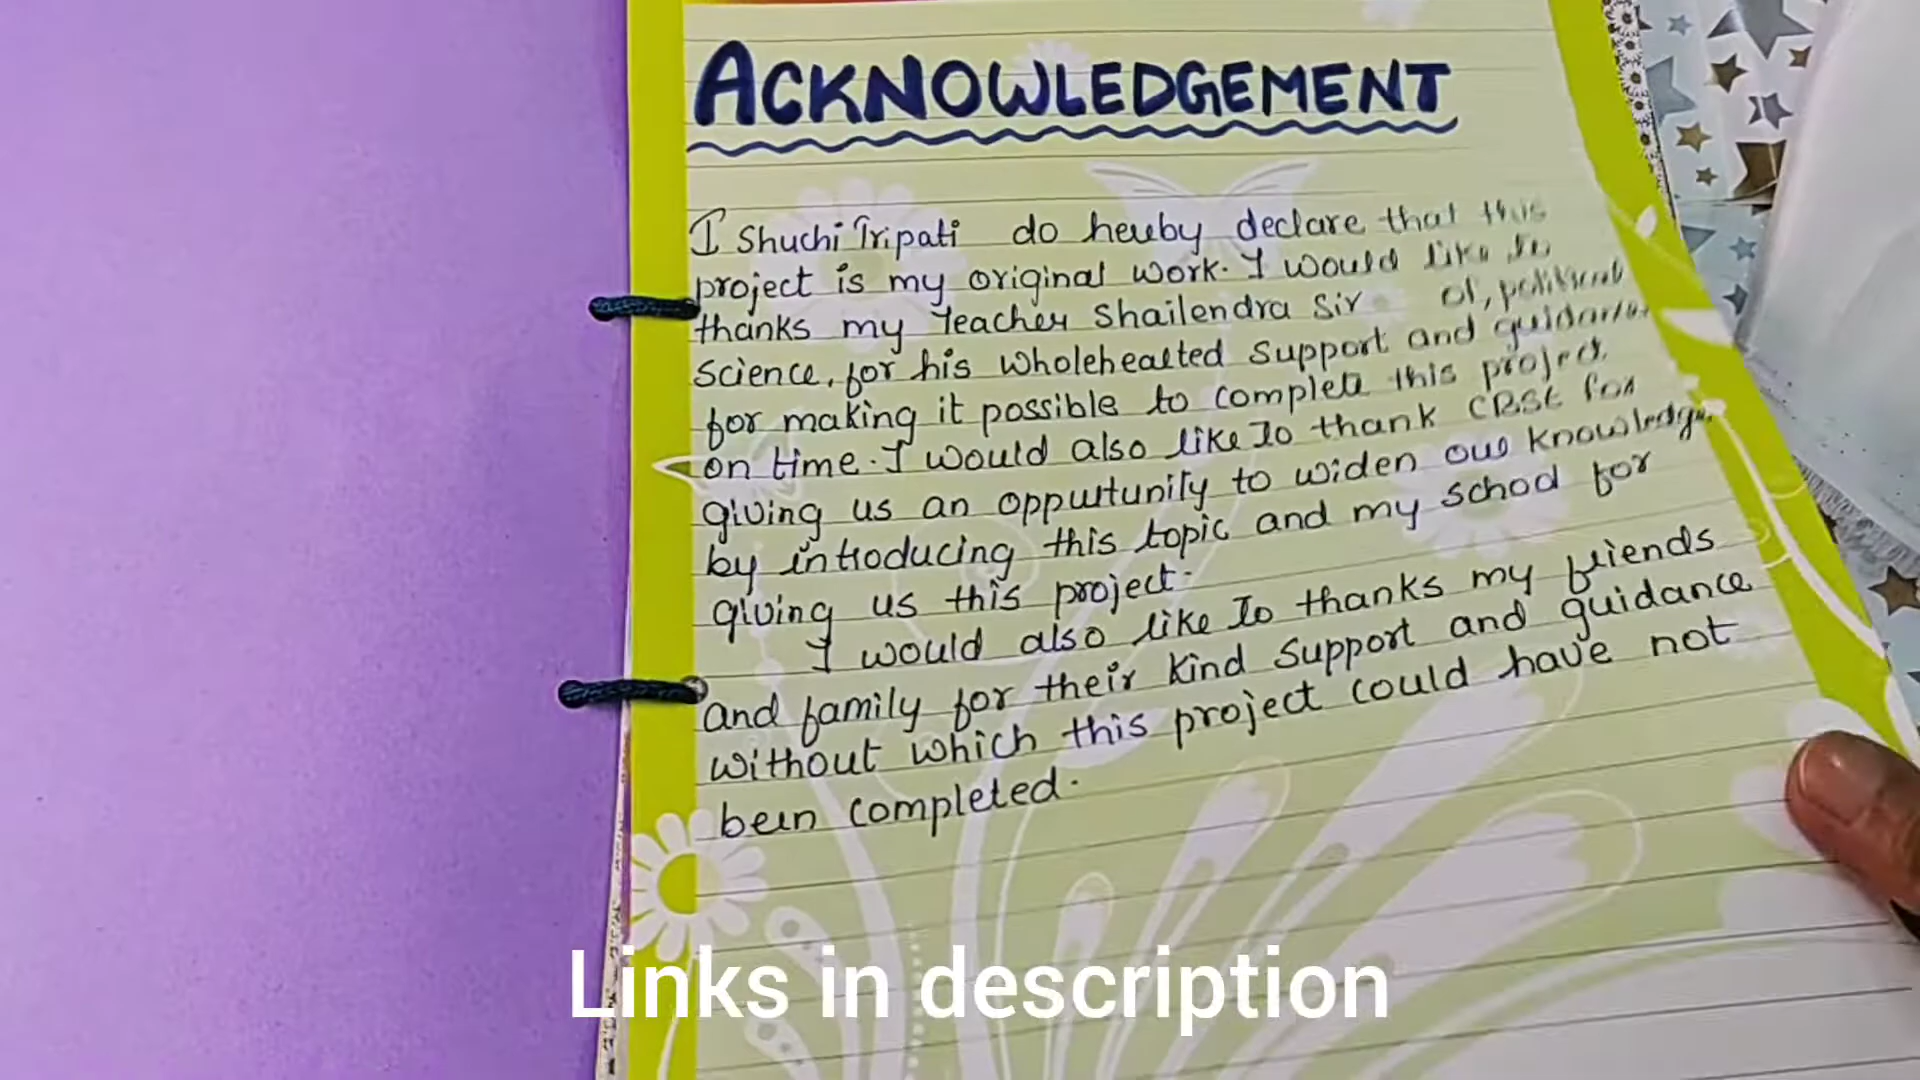 ACKNOWLEDGEMENT
I Shuchi Tripati do hereby declare that this
project is my original work. I would like to
thanks my Teacher Shailendra Sir of, political
science, for his wholehearted support and guidance
for making it possible to complete this project
on time. I would also like To thank CBSE for
giving us an oppurtunity to widen our knowledge
by introducing this topic and my school for
giving us this project.
I would also like To thanks my friends
and family for their kind support and guidance
without which this project could have not
been completed.
Links in description